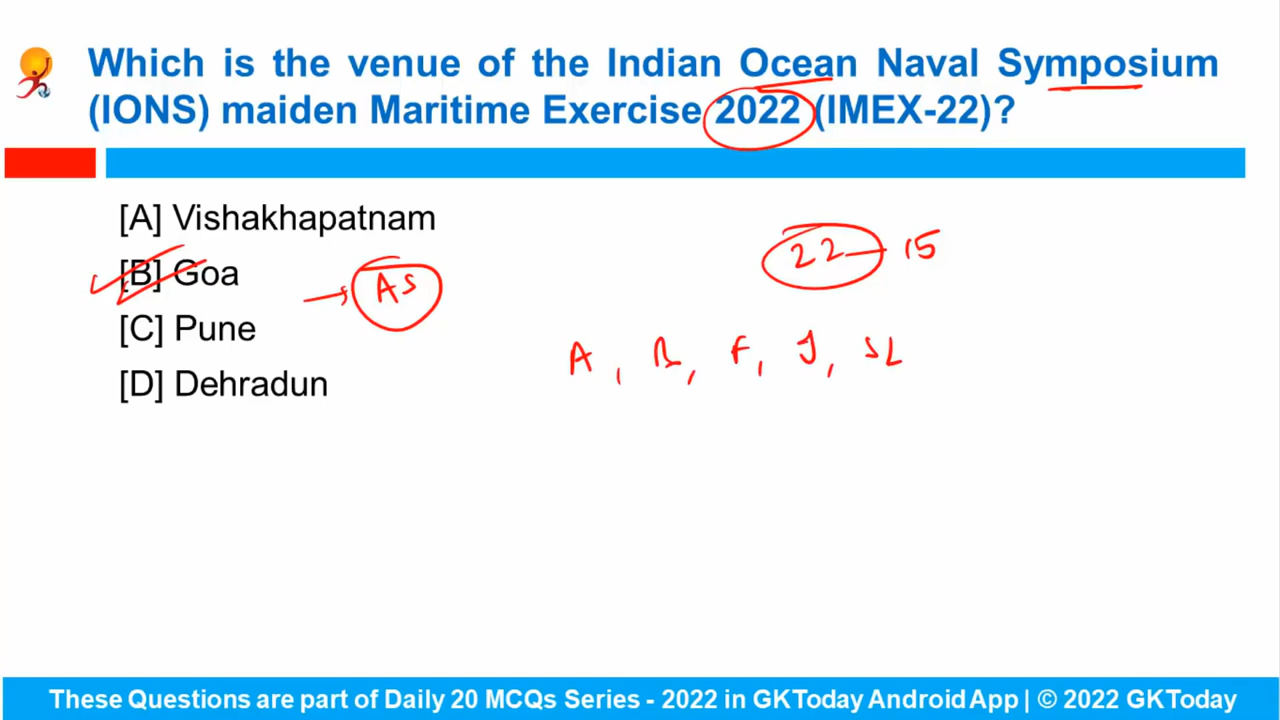 Which is the venue of the Indian Ocean Naval Symposium
(IONS) maiden Maritime Exercise 2022 (IMEX-22)?
[A] Vishakhapatnam
22 — 15
[B] Goa
AS
[C] Pune
A, B, F, I, SL
[D] Dehradun
These Questions are part of Daily 20 MCQs Series - 2022 in GKToday Android App | © 2022 GKToday